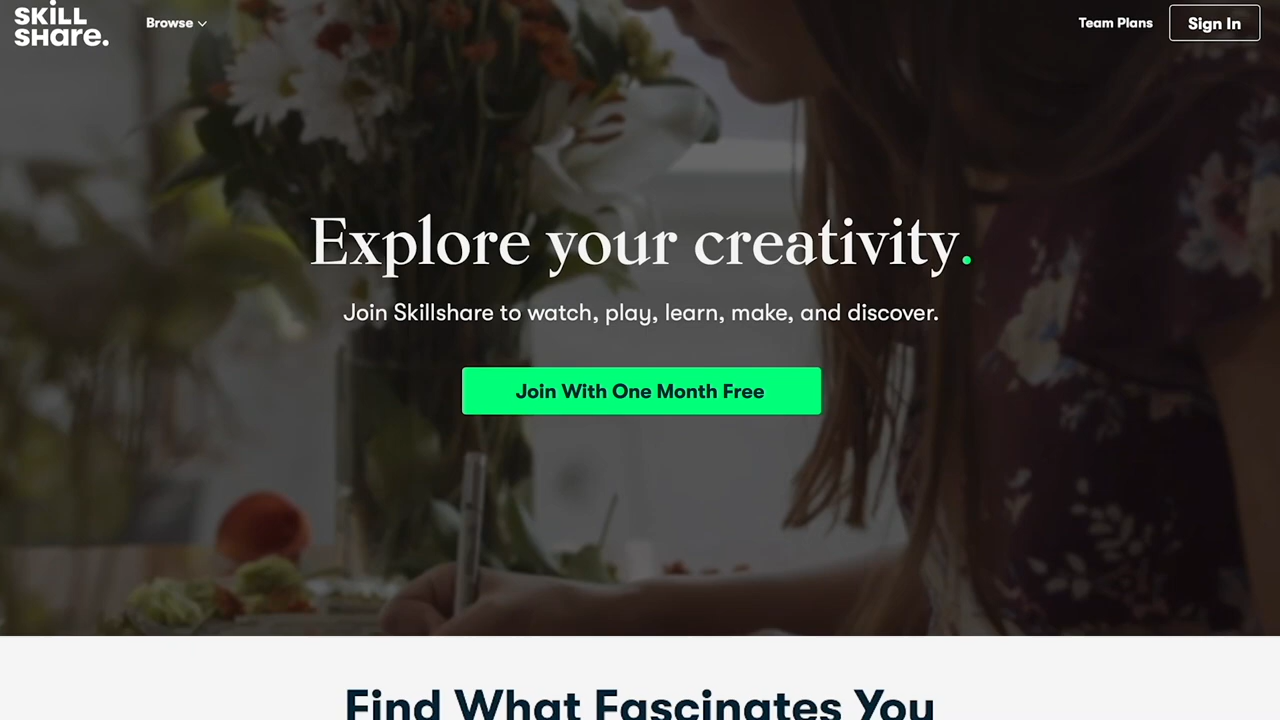 SKiLL
SHare.
Browse
Team Plans
Sign In
Explore your creativity.
Join Skillshare to watch, play, learn, make, and discover.
Join With One Month Free
Find What Fascinates You